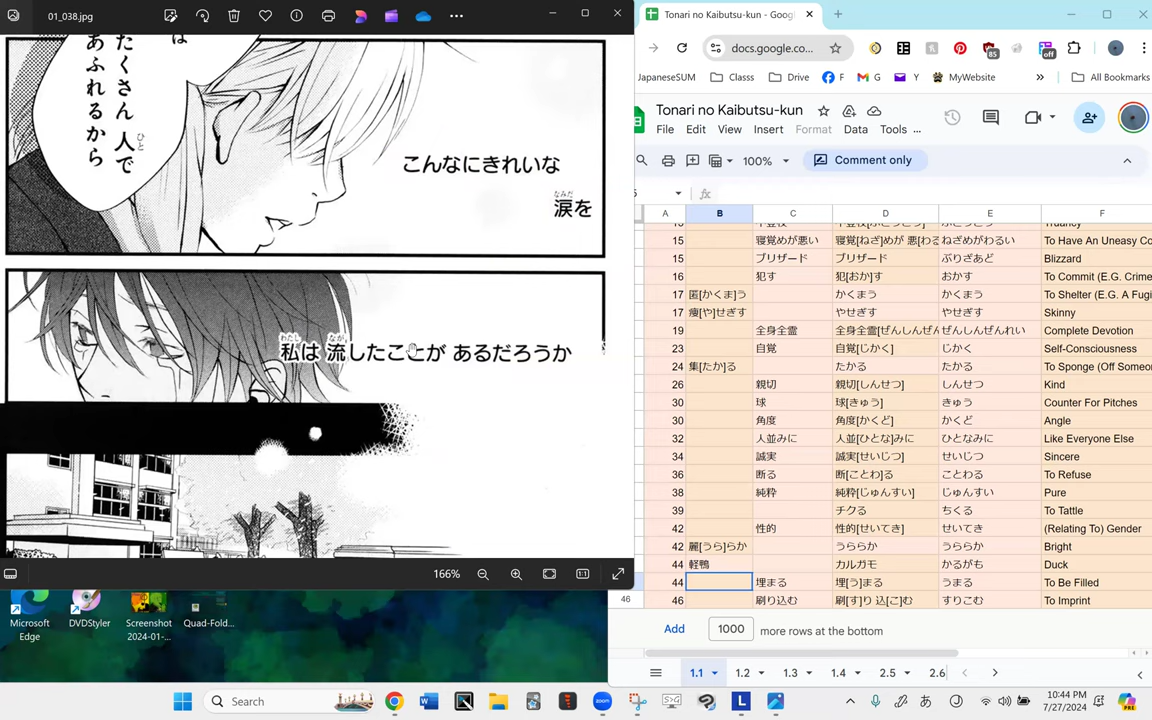 01_038.jpg
は
たくさん 人で
ひと
あふれるから
こんなにきれいな
なみだ
涙を
わたし なが
私は 流したことが あるだろうか
166%
Microsoft Edge
DVDStyler
Screenshot 2024-01-...
Quad-Fold...
Tonari no Kaibutsu-kun - Goog
docs.google.co...
85
off
JapaneseSUM
Classs
Drive
F
G
Y
MyWebsite
All Bookmarks
Tonari no Kaibutsu-kun
File Edit View Insert Format Data Tools ...
100%
Comment only
fx
A B C D E F
15 寝覚めが悪い 寝覚[ねざ]めが 悪[わる ねざめがわるい To Have An Uneasy Co
15 ブリザード ブリザード ぶりざあど Blizzard
16 犯す 犯[おか]す おかす To Commit (E.G. Crime
17 匿[かくま]う かくまう かくまう To Shelter (E.G. A Fugi
17 痩[や]せぎす やせぎす やせぎす Skinny
19 全身全霊 全身全霊[ぜんしんぜん ぜんしんぜんれい Complete Devotion
23 自覚 自覚[じかく] じかく Self-Consciousness
24 集[たか]る たかる たかる To Sponge (Off Someon
26 親切 親切[しんせつ] しんせつ Kind
30 球 球[きゅう] きゅう Counter For Pitches
30 角度 角度[かくど] かくど Angle
32 人並みに 人並[ひとな]みに ひとなみに Like Everyone Else
34 誠実 誠実[せいじつ] せいじつ Sincere
36 断る 断[ことわ]る ことわる To Refuse
38 純粋 純粋[じゅんすい] じゅんすい Pure
39 チクる ちくる To Tattle
42 性的 性的[せいてき] せいてき (Relating To) Gender
42 麗[うら]らか うららか うららか Bright
44 軽鴨 カルガモ かるがも Duck
44 埋まる 埋[う]まる うまる To Be Filled
46 46 刷り込む 刷[す]り 込[こ]む すりこむ To Imprint
Add 1000 more rows at the bottom
1.1 1.2 1.3 1.4 2.5 2.6
Search
あ
10:44 PM
7/27/2024